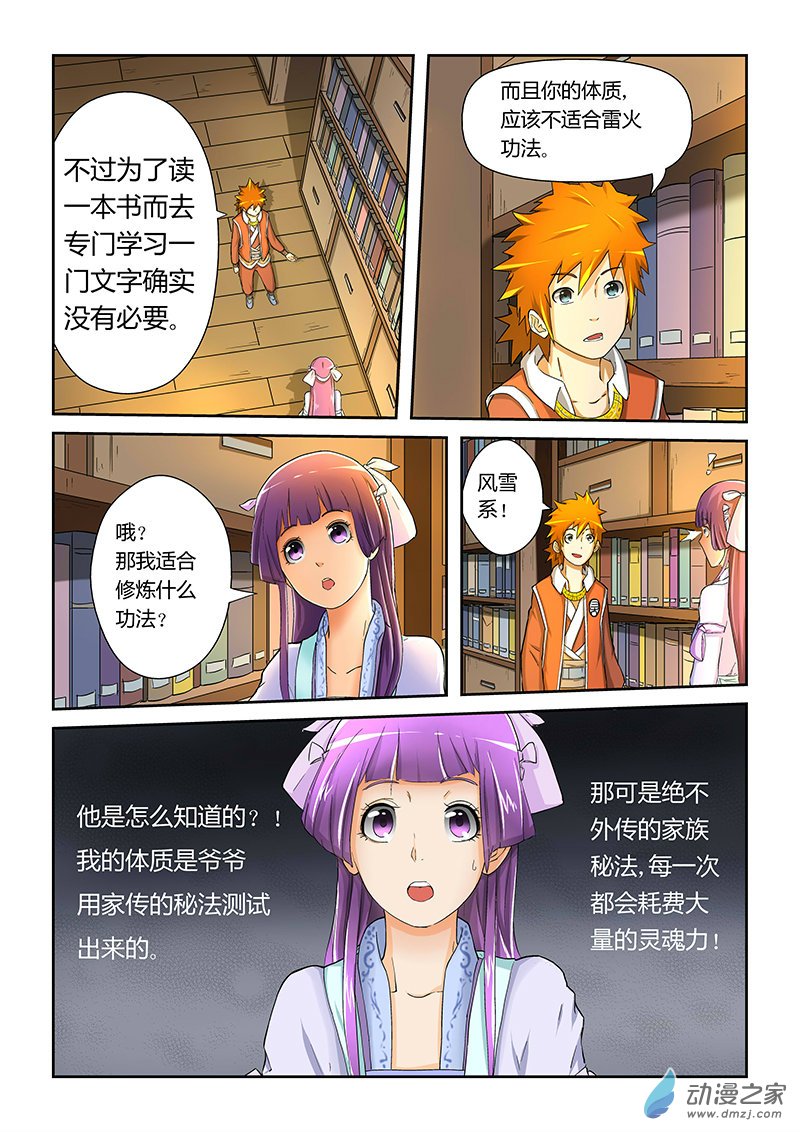 不过为了读
一本书而去
专门学习一
门文字确实
没有必要。
而且你的体质,
应该不适合雷火
功法。
哦?
那我适合
修炼什么
功法?
风雪
系!
他是怎么知道的?!
我的体质是爷爷
用家传的秘法测试
出来的。
那可是绝不
外传的家族
秘法,每一次
都会耗费大
量的灵魂力!
动漫之家
www.dmzj.com